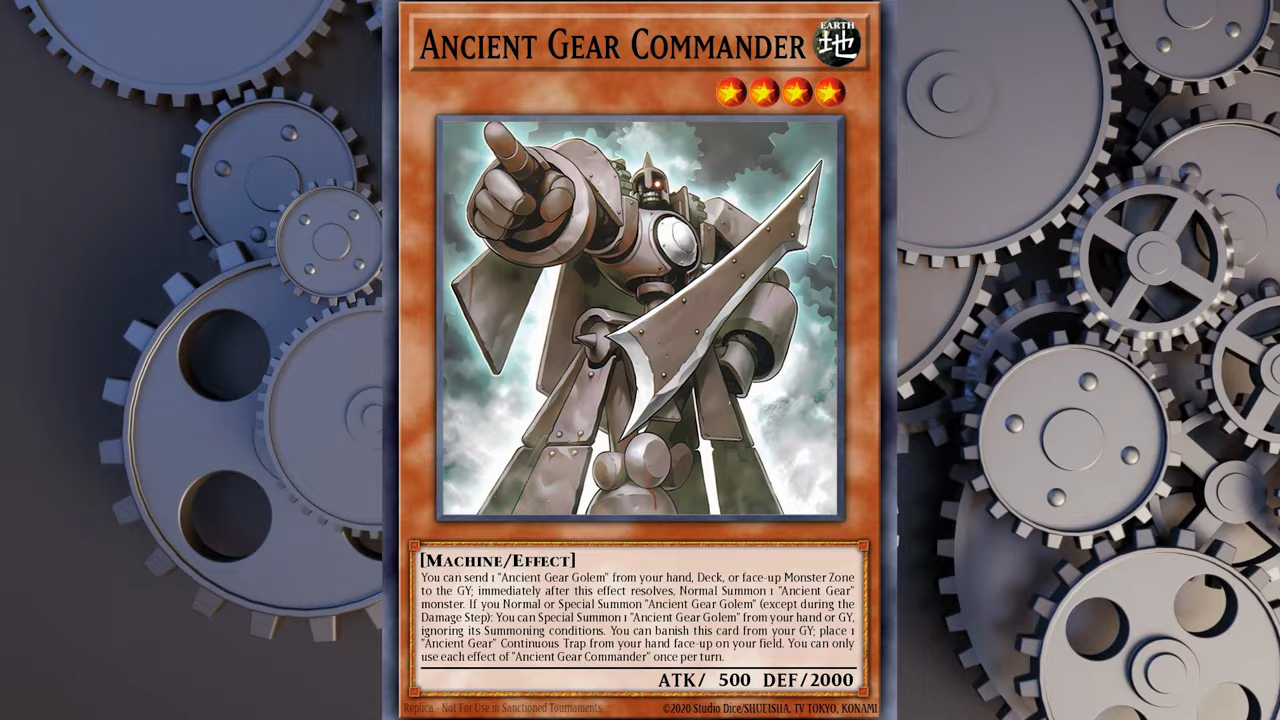 ANCIENT GEAR COMMANDER
EARTH
地
[MACHINE/EFFECT]
You can send 1 "Ancient Gear Golem" from your hand, Deck, or face-up Monster Zone
to the GY; immediately after this effect resolves, Normal Summon 1 "Ancient Gear"
monster. If you Normal or Special Summon "Ancient Gear Golem" (except during the
Damage Step): You can Special Summon 1 "Ancient Gear Golem" from your hand or GY,
ignoring its Summoning conditions. You can banish this card from your GY; place 1
"Ancient Gear" Continuous Trap from your hand face-up on your field. You can only
use each effect of "Ancient Gear Commander" once per turn.
ATK/ 500 DEF/2000
Replica - Not For Use in Sanctioned Tournaments.
©2020 Studio Dice/SHUEISHA, TV TOKYO, KONAMI